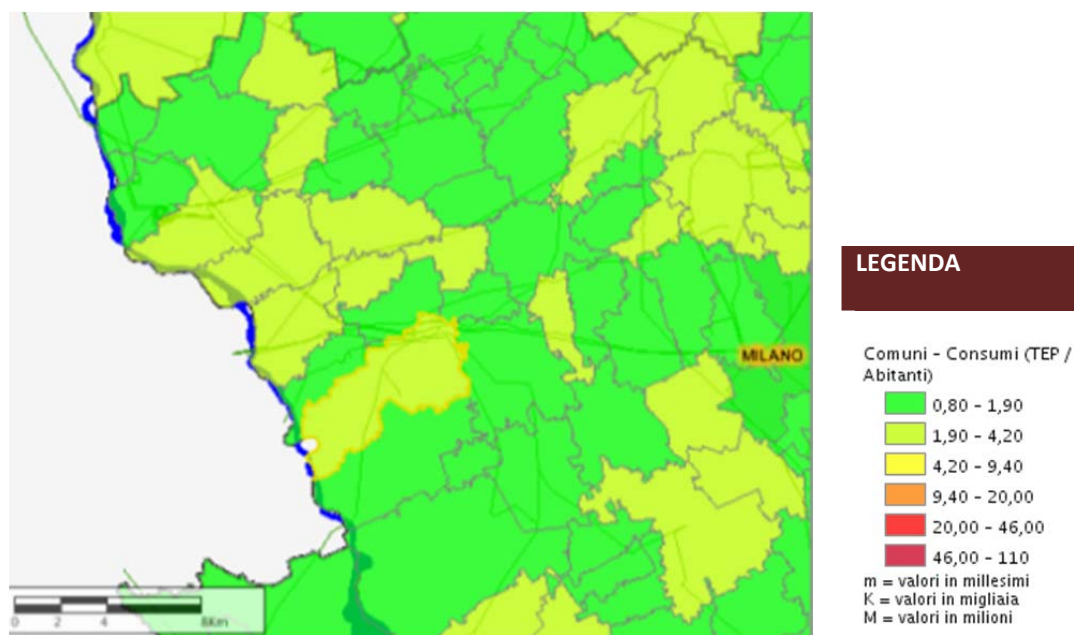 MILANO
0 2 4 8Km
LEGENDA
Comuni - Consumi (TEP /
Abitanti)
0,80 - 1,90
1,90 - 4,20
4,20 - 9,40
9,40 - 20,00
20,00 - 46,00
46,00 - 110
m = valori in millesimi
K = valori in migliaia
M = valori in milioni